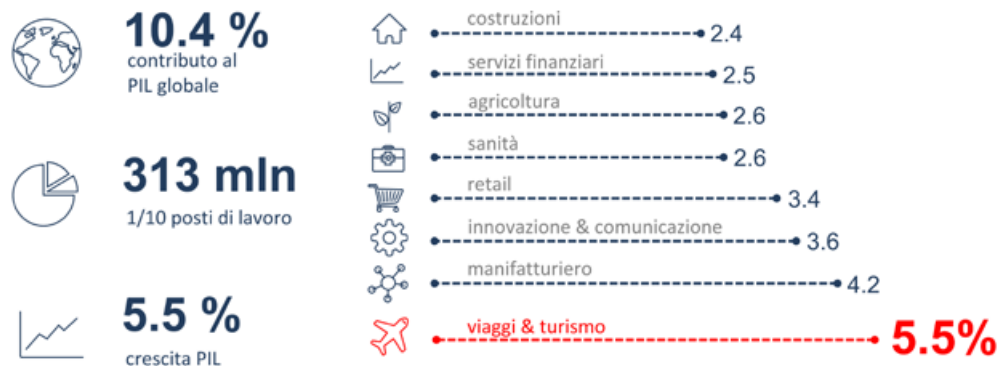 10.4 %
contributo al
PIL globale
313 mln
1/10 posti di lavoro
5.5 %
crescita PIL
costruzioni
2.4
servizi finanziari
2.5
agricoltura
2.6
sanità
2.6
retail
3.4
innovazione & comunicazione
3.6
manifatturiero
4.2
viaggi & turismo
5.5%